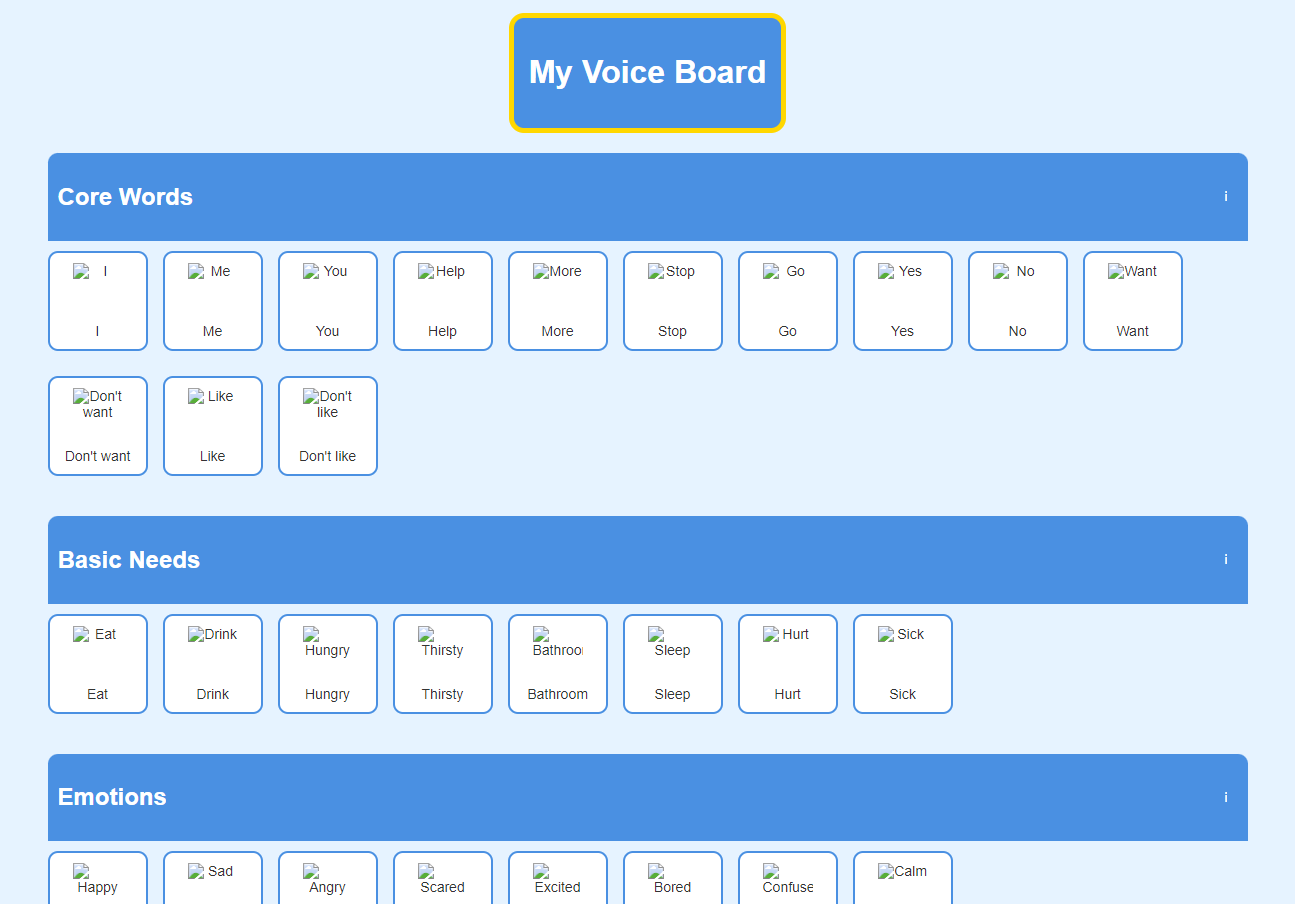 My Voice Board
Core Words i
I Me You Help More Stop Go Yes No Want
I Me You Help More Stop Go Yes No Want
Don't Like Don't
want like
Don't want Like Don't like
Basic Needs i
Eat Drink Hungry Thirsty Bathroo Sleep Hurt Sick
Eat Drink Hungry Thirsty Bathroom Sleep Hurt Sick
Emotions i
Happy Sad Angry Scared Excited Bored Confuse Calm